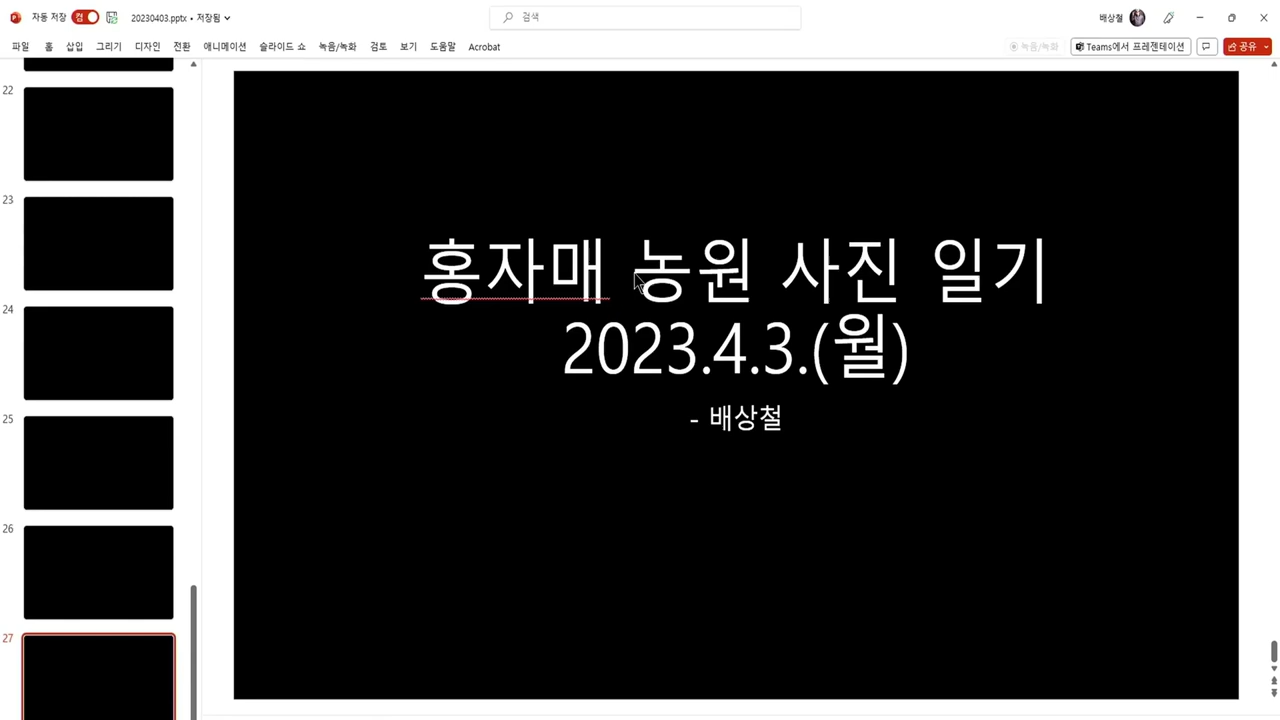 자동 저장
컴
20230403.pptx • 저장됨
검색
배상철
파일 홈 삽입 그리기 디자인 전환 애니메이션 슬라이드 쇼 녹음/녹화 검토 보기 도움말 Acrobat
녹음/녹화
Teams에서 프레젠테이션
공유
22
23
24
25
26
27
홍자매 농원 사진 일기
2023.4.3.(월)
- 배상철